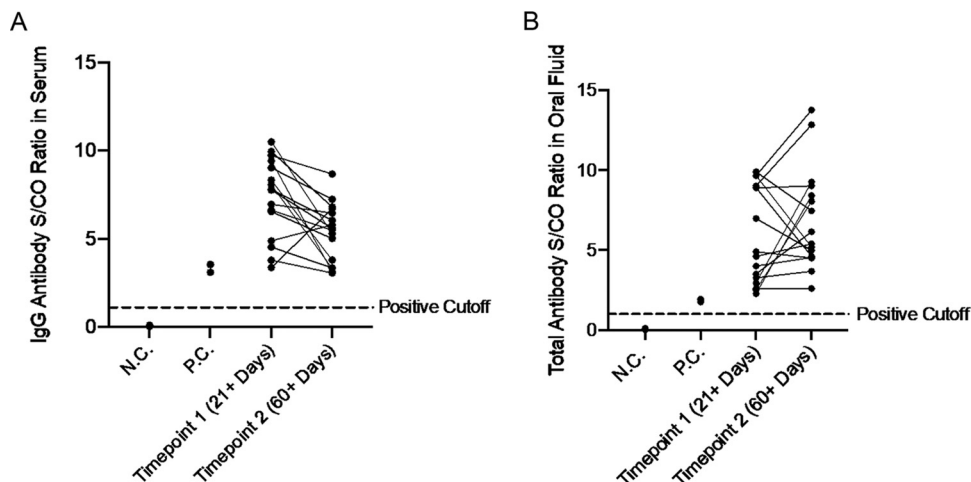 A
IgG Antibody S/CO Ratio in Serum
15
10
5
0
Positive Cutoff
N.C.
P.C.
Timepoint 1 (21+ Days)
Timepoint 2 (60+ Days)
B
Total Antibody S/CO Ratio in Oral Fluid
15
10
5
0
Positive Cutoff
N.C.
P.C.
Timepoint 1 (21+ Days)
Timepoint 2 (60+ Days)